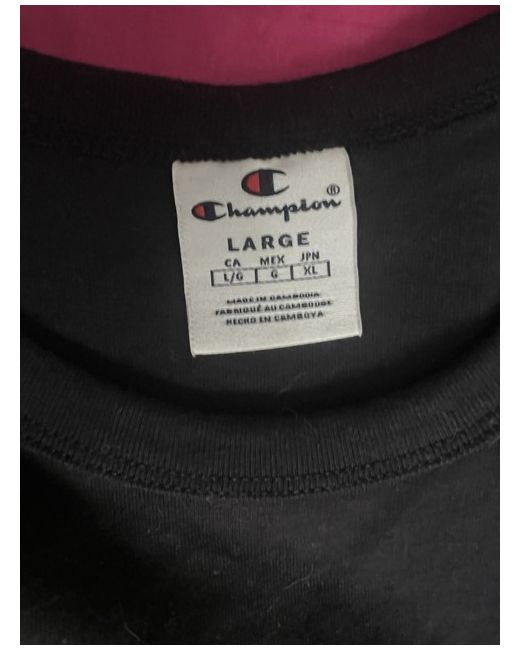 Champion®
LARGE
CA MEX JPN
L/G G XL
MADE IN CAMBODIA
FABRIQUÉ AU CAMBODGE
HECHO EN CAMBOYA